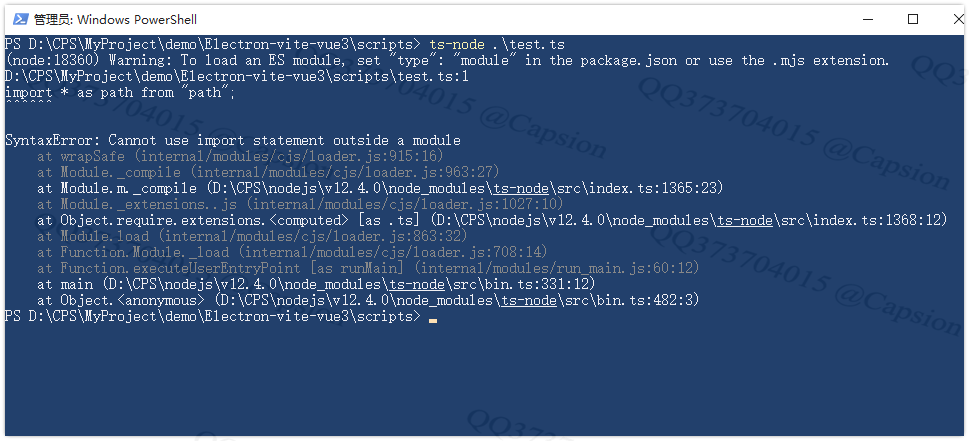 管理员: Windows PowerShell
PS D:\CPS\MyProject\demo\Electron-vite-vue3\scripts> ts-node .\test.ts
(node:18360) Warning: To load an ES module, set "type": "module" in the package.json or use the .mjs extension.
D:\CPS\MyProject\demo\Electron-vite-vue3\scripts\test.ts:1
import * as path from "path";
^^^^^^
SyntaxError: Cannot use import statement outside a module
    at wrapSafe (internal/modules/cjs/loader.js:915:16)
    at Module._compile (internal/modules/cjs/loader.js:963:27)
    at Module.m._compile (D:\CPS\nodejs\v12.4.0\node_modules\ts-node\src\index.ts:1365:23)
    at Module._extensions..js (internal/modules/cjs/loader.js:1027:10)
    at Object.require.extensions.<computed> [as .ts] (D:\CPS\nodejs\v12.4.0\node_modules\ts-node\src\index.ts:1368:12)
    at Module.load (internal/modules/cjs/loader.js:863:32)
    at Function.Module._load (internal/modules/cjs/loader.js:708:14)
    at Function.executeUserEntryPoint [as runMain] (internal/modules/run_main.js:60:12)
    at main (D:\CPS\nodejs\v12.4.0\node_modules\ts-node\src\bin.ts:331:12)
    at Object.<anonymous> (D:\CPS\nodejs\v12.4.0\node_modules\ts-node\src\bin.ts:482:3)
PS D:\CPS\MyProject\demo\Electron-vite-vue3\scripts>
QQ373704015 @Capsion
QQ373704015 @Capsion